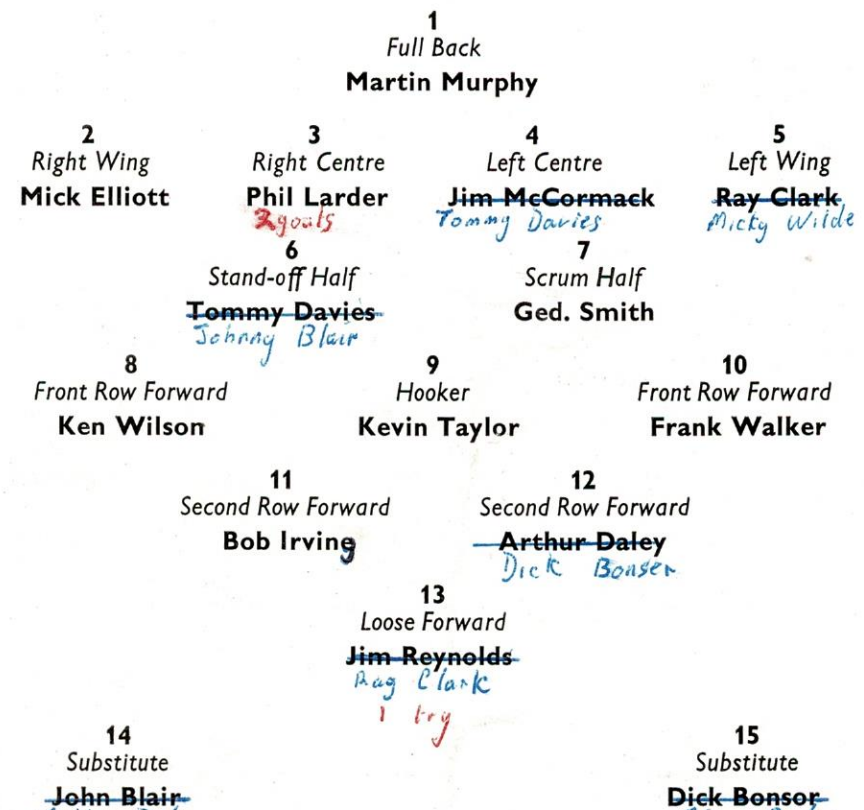 1
Full Back
Martin Murphy
2 3 4 5
Right Wing Right Centre Left Centre Left Wing
Mick Elliott Phil Larder Jim McCormack Ray Clark
2 goals Tommy Davies Micky Wilde
6 7
Stand-off Half Scrum Half
Tommy Davies Ged. Smith
Johnny Blair
8 9 10
Front Row Forward Hooker Front Row Forward
Ken Wilson Kevin Taylor Frank Walker
11 12
Second Row Forward Second Row Forward
Bob Irving Arthur Daley
Dick Bonser
13
Loose Forward
Jim Reynolds
Ray Clark
1 try
14 15
Substitute Substitute
John Blair Dick Bonsor